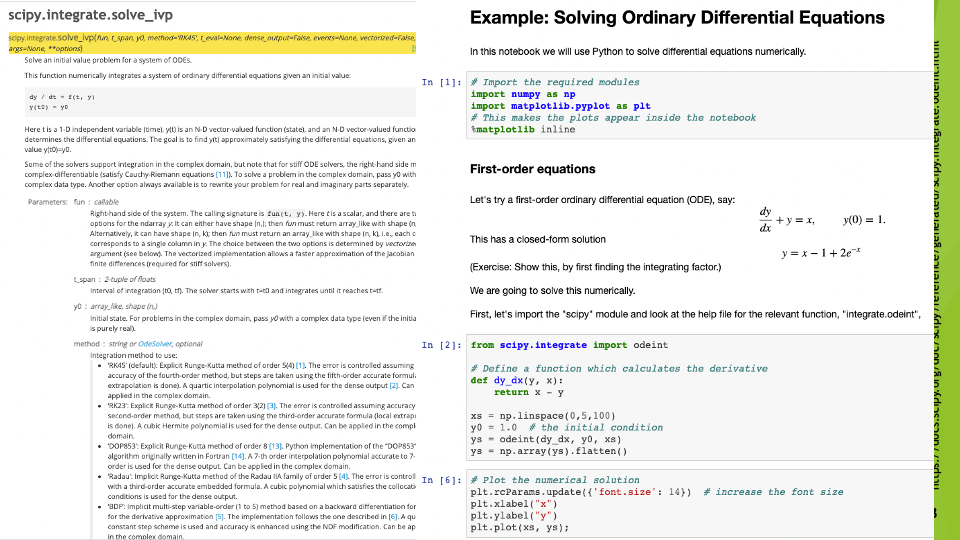 scipy.integrate.solve_ivp
scipy.integrate.solve_ivp(fun, t_span, y0, method='RK45', t_eval=None, dense_output=False, events=None, vectorized=False,
args=None, **options)
Solve an initial value problem for a system of ODEs.
This function numerically integrates a system of ordinary differential equations given an initial value:
dy / dt = f(t, y)
y(t0) = y0
Here t is a 1-D independent variable (time), y(t) is an N-D vector-valued function (state), and an N-D vector-valued functio
determines the differential equations. The goal is to find y(t) approximately satisfying the differential equations, given an
value y(t0)=y0.
Some of the solvers support integration in the complex domain, but note that for stiff ODE solvers, the right-hand side m
complex-differentiable (satisfy Cauchy-Riemann equations [11]). To solve a problem in the complex domain, pass y0 with
complex data type. Another option always available is to rewrite your problem for real and imaginary parts separately.
Parameters: fun : callable
Right-hand side of the system. The calling signature is fun(t, y). Here t is a scalar, and there are tw
options for the ndarray y: It can either have shape (n,); then fun must return array_like with shape (n,
Alternatively, it can have shape (n, k); then fun must return an array_like with shape (n, k), i.e., each c
corresponds to a single column in y. The choice between the two options is determined by vectorized
argument (see below). The vectorized implementation allows a faster approximation of the Jacobian
finite differences (required for stiff solvers).
t_span : 2-tuple of floats
Interval of integration (t0, tf). The solver starts with t=t0 and integrates until it reaches t=tf.
y0 : array_like, shape (n,)
Initial state. For problems in the complex domain, pass y0 with a complex data type (even if the initia
is purely real).
method : string or OdeSolver, optional
Integration method to use:
• 'RK45' (default): Explicit Runge-Kutta method of order 5(4) [1]. The error is controlled assuming
accuracy of the fourth-order method, but steps are taken using the fifth-order accurate formula
extrapolation is done). A quartic interpolation polynomial is used for the dense output [2]. Can
applied in the complex domain.
• 'RK23': Explicit Runge-Kutta method of order 3(2) [3]. The error is controlled assuming accuracy
second-order method, but steps are taken using the third-order accurate formula (local extrap
is done). A cubic Hermite polynomial is used for the dense output. Can be applied in the compl
domain.
• 'DOP853': Explicit Runge-Kutta method of order 8 [13]. Python implementation of the "DOP853"
algorithm originally written in Fortran [14]. A 7-th order interpolation polynomial accurate to 7-
order is used for the dense output. Can be applied in the complex domain.
• 'Radau': Implicit Runge-Kutta method of the Radau IIA family of order 5 [4]. The error is controll
with a third-order accurate embedded formula. A cubic polynomial which satisfies the collocati
conditions is used for the dense output.
• 'BDF': Implicit multi-step variable-order (1 to 5) method based on a backward differentiation for
for the derivative approximation [5]. The implementation follows the one described in [6]. A qu
constant step scheme is used and accuracy is enhanced using the NDF modification. Can be ap
in the complex domain.
Example: Solving Ordinary Differential Equations
In this notebook we will use Python to solve differential equations numerically.
In [1]: # Import the required modules
import numpy as np
import matplotlib.pyplot as plt
# This makes the plots appear inside the notebook
%matplotlib inline
First-order equations
Let's try a first-order ordinary differential equation (ODE), say:
dy/dx + y = x, y(0) = 1.
This has a closed-form solution
y = x − 1 + 2e^{−x}
(Exercise: Show this, by first finding the integrating factor.)
We are going to solve this numerically.
First, let's import the "scipy" module and look at the help file for the relevant function, "integrate.odeint",
In [2]: from scipy.integrate import odeint
# Define a function which calculates the derivative
def dy_dx(y, x):
return x - y
xs = np.linspace(0,5,100)
y0 = 1.0 # the initial condition
ys = odeint(dy_dx, y0, xs)
ys = np.array(ys).flatten()
In [6]: # Plot the numerical solution
plt.rcParams.update({'font.size': 14}) # increase the font size
plt.xlabel("x")
plt.ylabel("y")
plt.plot(xs, ys);